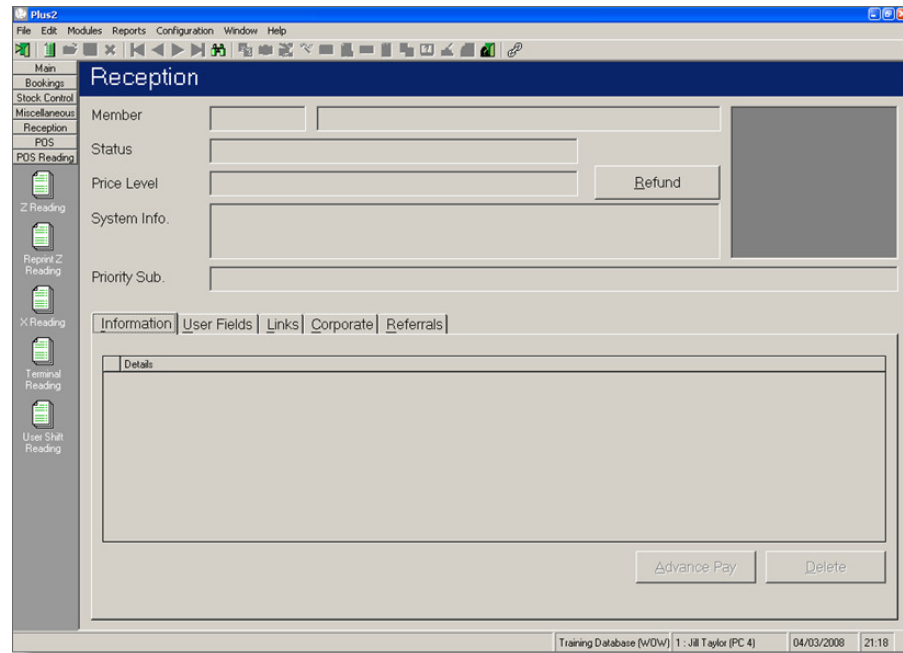 Plus2
File Edit Modules Reports Configuration Window Help
Main
Bookings
Stock Control
Miscellaneous
Reception
POS
POS Reading
Z Reading
Reprint Z
Reading
X Reading
Terminal
Reading
User Shift
Reading
Reception
Member
Status
Price Level
Refund
System Info.
Priority Sub.
Information User Fields Links Corporate Referrals
Details
Advance Pay Delete
Training Database (WOW) 1 : Jill Taylor (PC 4) 04/03/2008 21:18